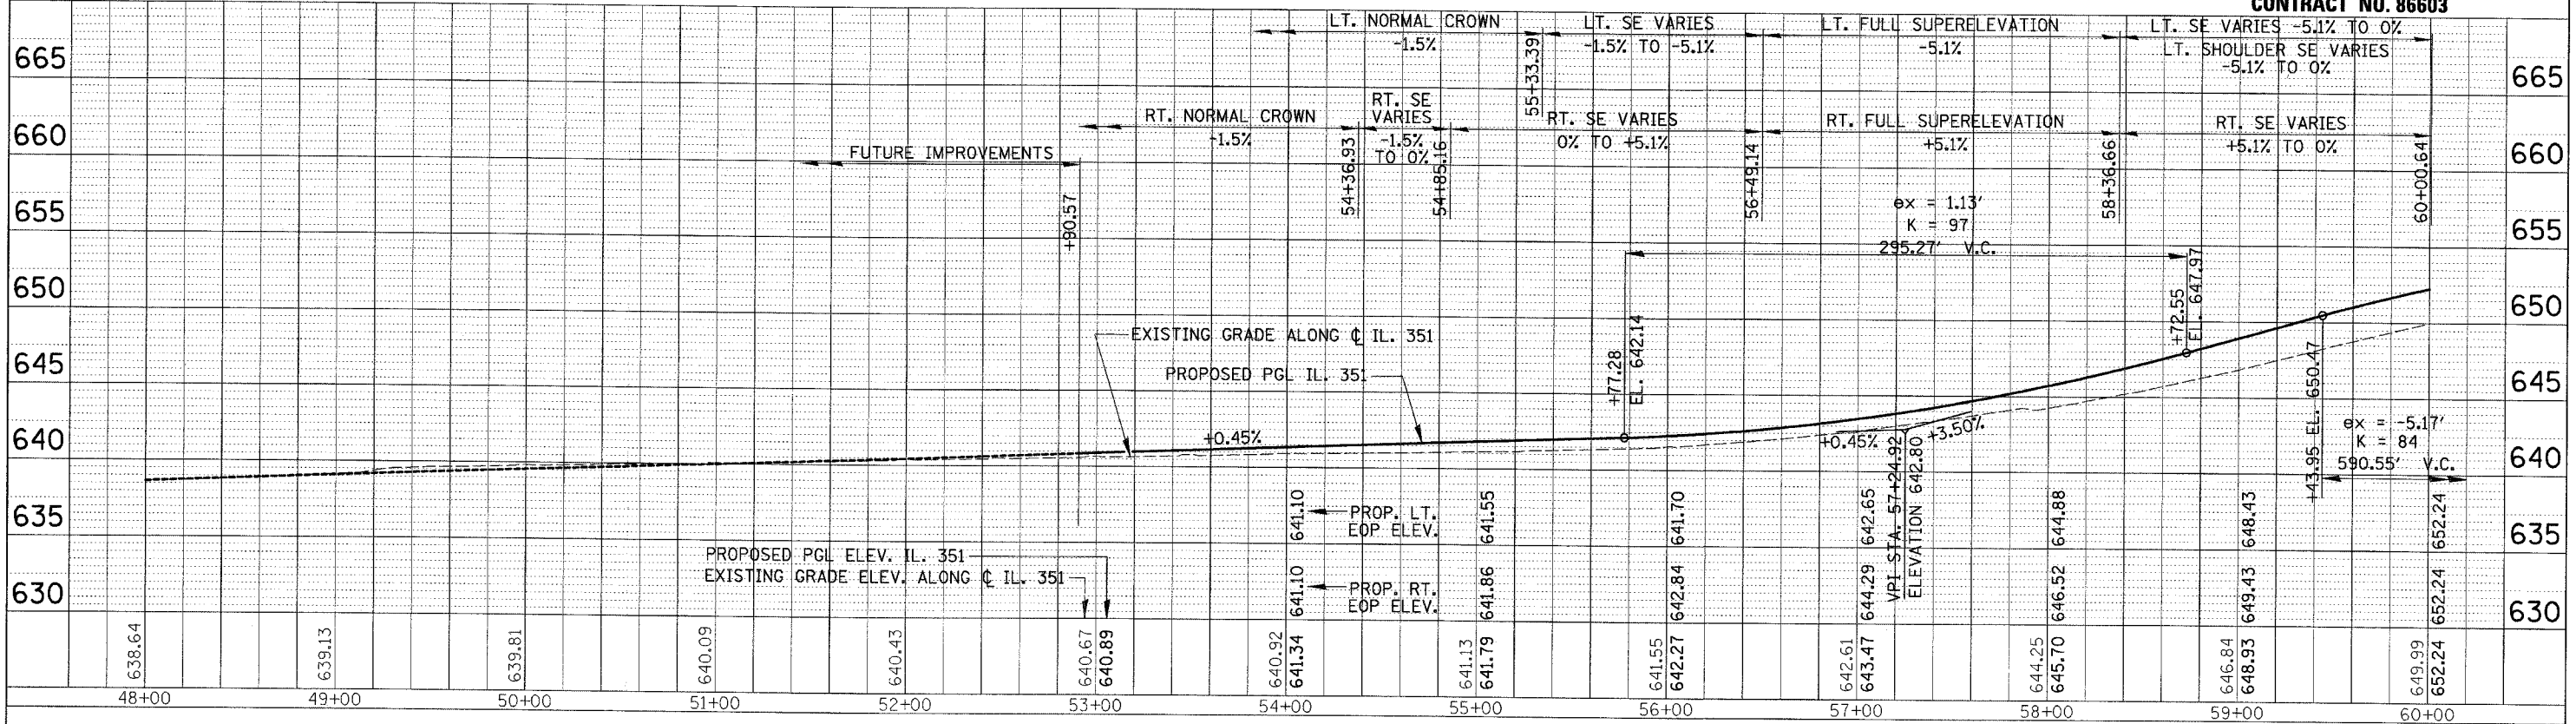 CONTRACT NO. 86603
LT. NORMAL CROWN
-1.5%
55+33.39
LT. SE VARIES
-1.5% TO -5.1%
LT. FULL SUPERELEVATION
-5.1%
LT. SE VARIES -5.1% TO 0%
LT. SHOULDER SE VARIES
-5.1% TO 0%
665
665
RT. NORMAL CROWN
-1.5%
RT. SE
VARIES
-1.5%
TO 0%
RT. SE VARIES
0% TO +5.1%
RT. FULL SUPERELEVATION
+5.1%
RT. SE VARIES
+5.1% TO 0%
660
660
FUTURE IMPROVEMENTS
+90.57
54+36.93
54+85.16
56+49.14
58+36.66
60+00.64
655
655
ex = 1.13'
K = 97
295.27' V.C.
650
650
+77.28
EL. 642.14
+72.55
EL. 647.97
EXISTING GRADE ALONG ℄ IL. 351
PROPOSED PGL IL. 351
645
645
+43.95 EL. 650.47
ex = -5.17'
K = 84
590.55' V.C.
+0.45%
+0.45%
+3.50%
VPI STA. 57+24.92
ELEVATION 642.80
640
640
641.10
PROP. LT.
EOP ELEV.
641.55
641.70
642.65
644.88
648.43
652.24
635
635
PROPOSED PGL ELEV. IL. 351
EXISTING GRADE ELEV. ALONG ℄ IL. 351
641.10
PROP. RT.
EOP ELEV.
641.86
642.84
644.29
646.52
649.43
652.24
630
630
638.64
639.13
639.81
640.09
640.43
640.67
640.89
640.92
641.34
641.13
641.79
641.55
642.27
642.61
643.47
644.25
645.70
646.84
648.93
649.99
652.24
48+00
49+00
50+00
51+00
52+00
53+00
54+00
55+00
56+00
57+00
58+00
59+00
60+00